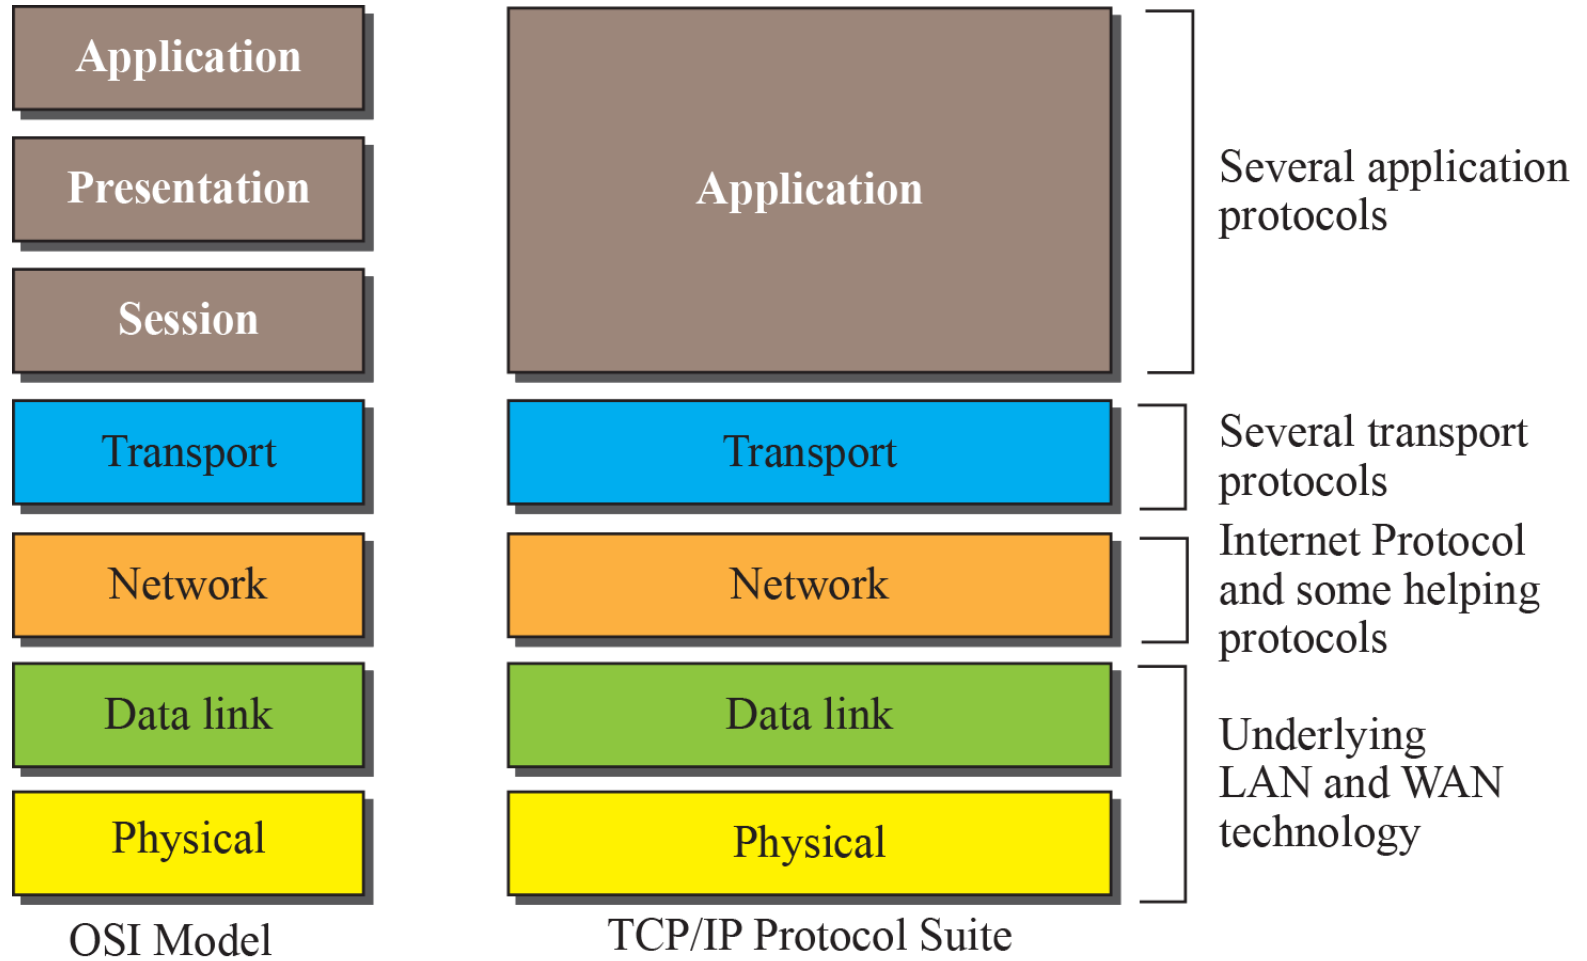 Application
Presentation
Session
Transport
Network
Data link
Physical
OSI Model
Application
Transport
Network
Data link
Physical
TCP/IP Protocol Suite
Several application
protocols
Several transport
protocols
Internet Protocol
and some helping
protocols
Underlying
LAN and WAN
technology